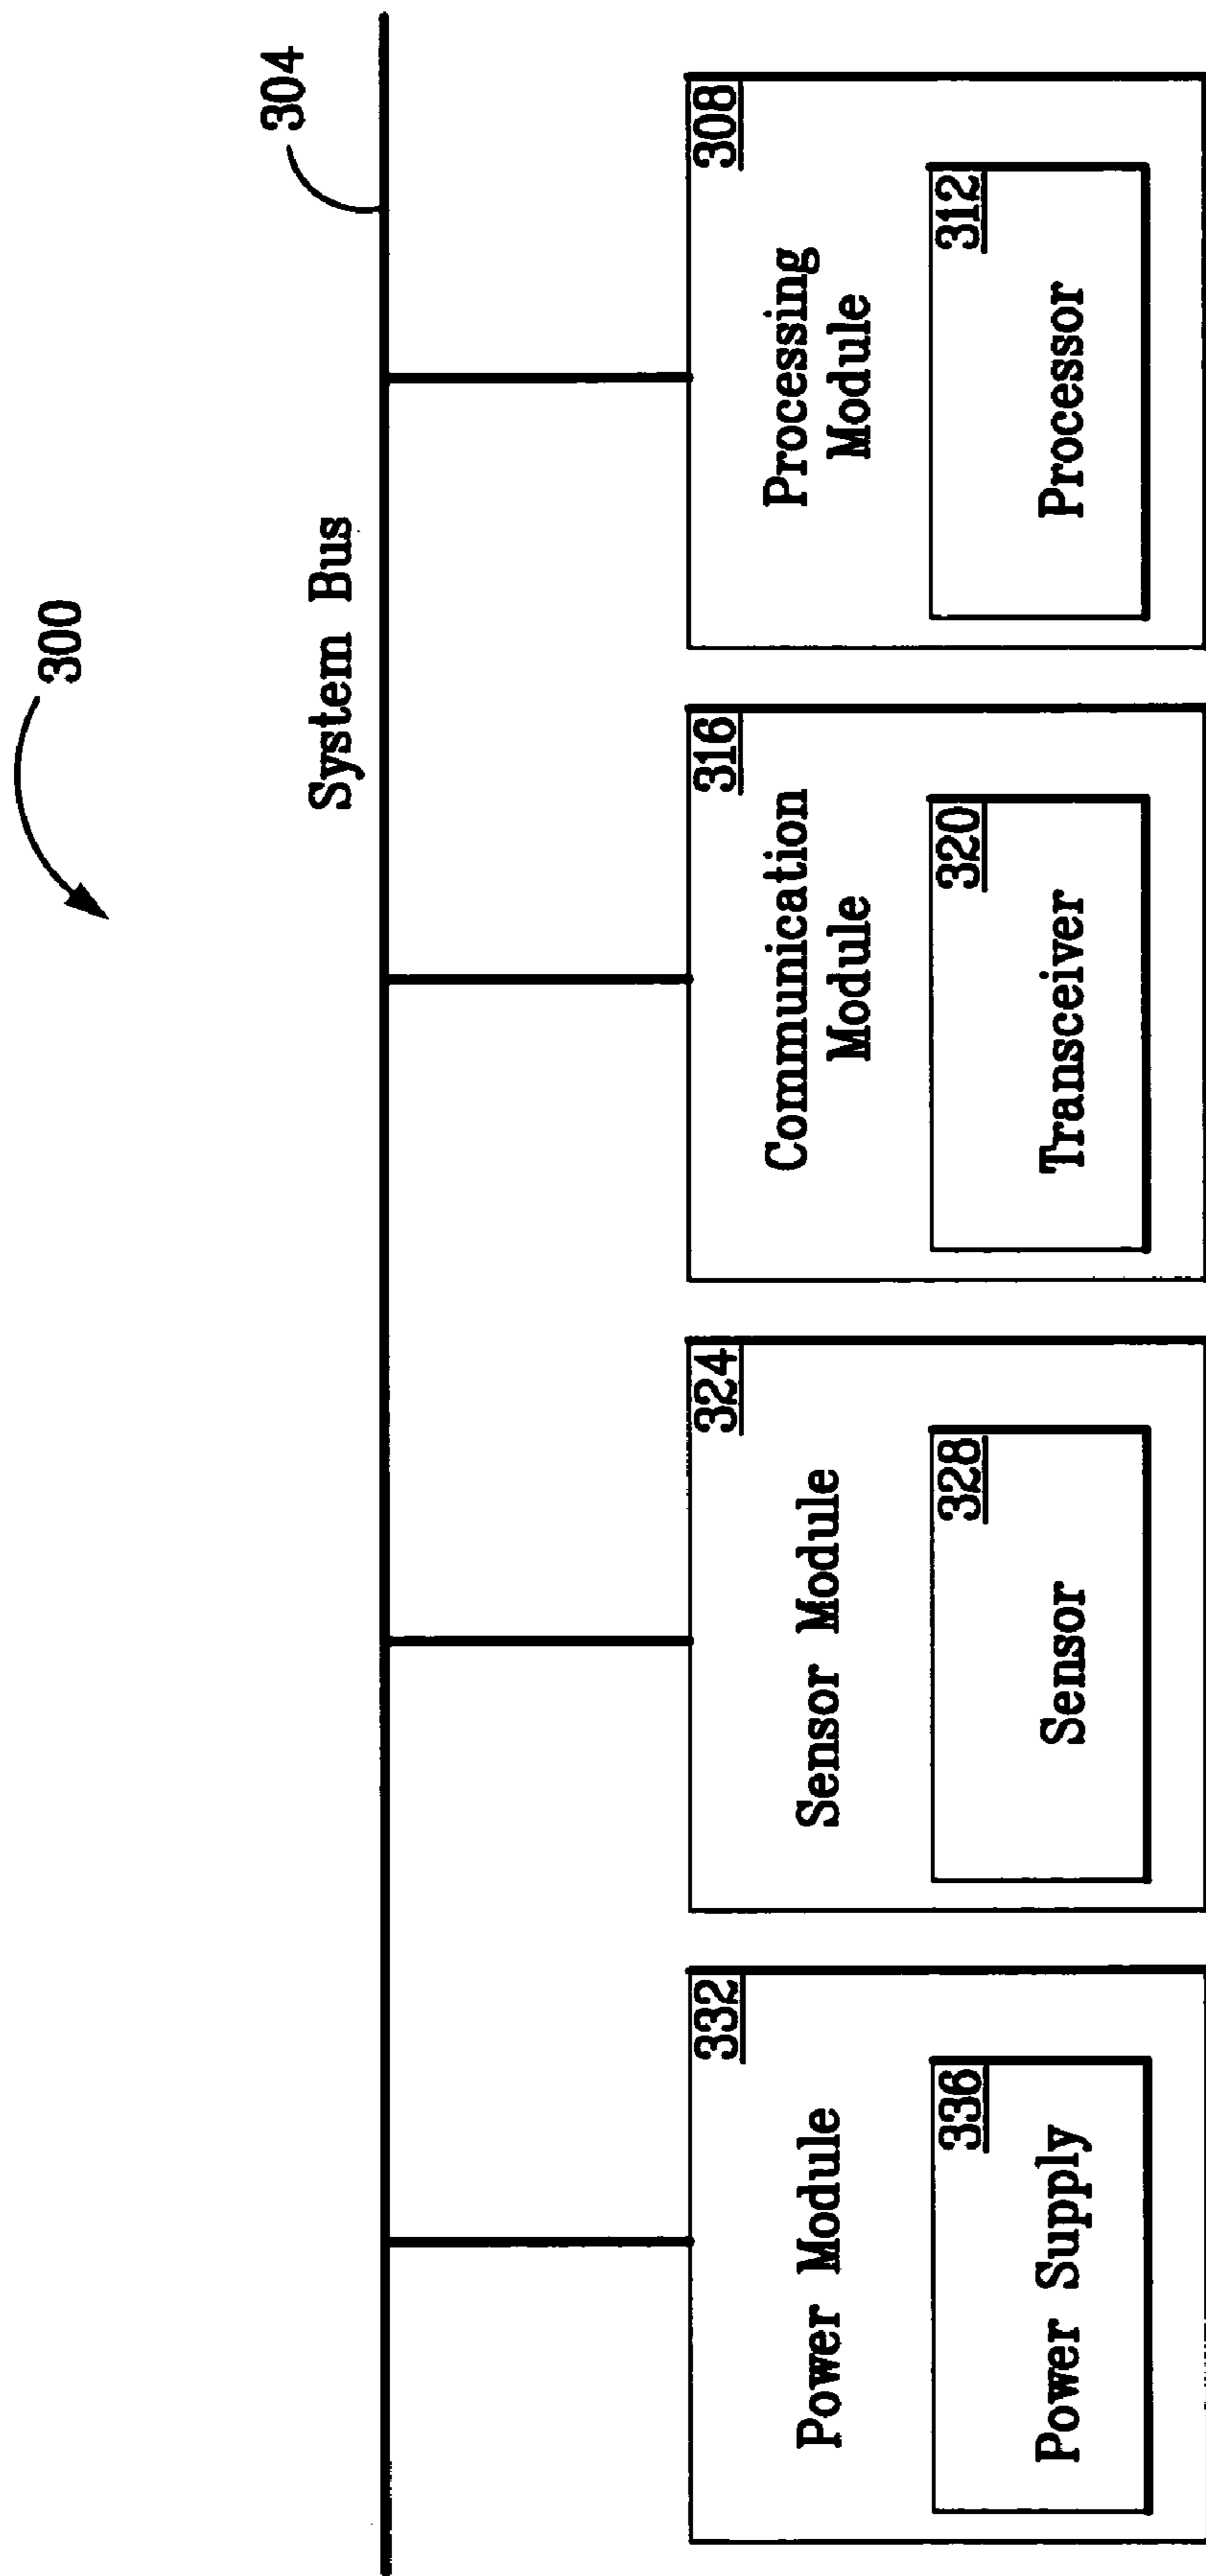 300
304
System Bus
332
Power Module
336
Power Supply
324
Sensor Module
328
Sensor
316
Communication
Module
320
Transceiver
308
Processing
Module
312
Processor